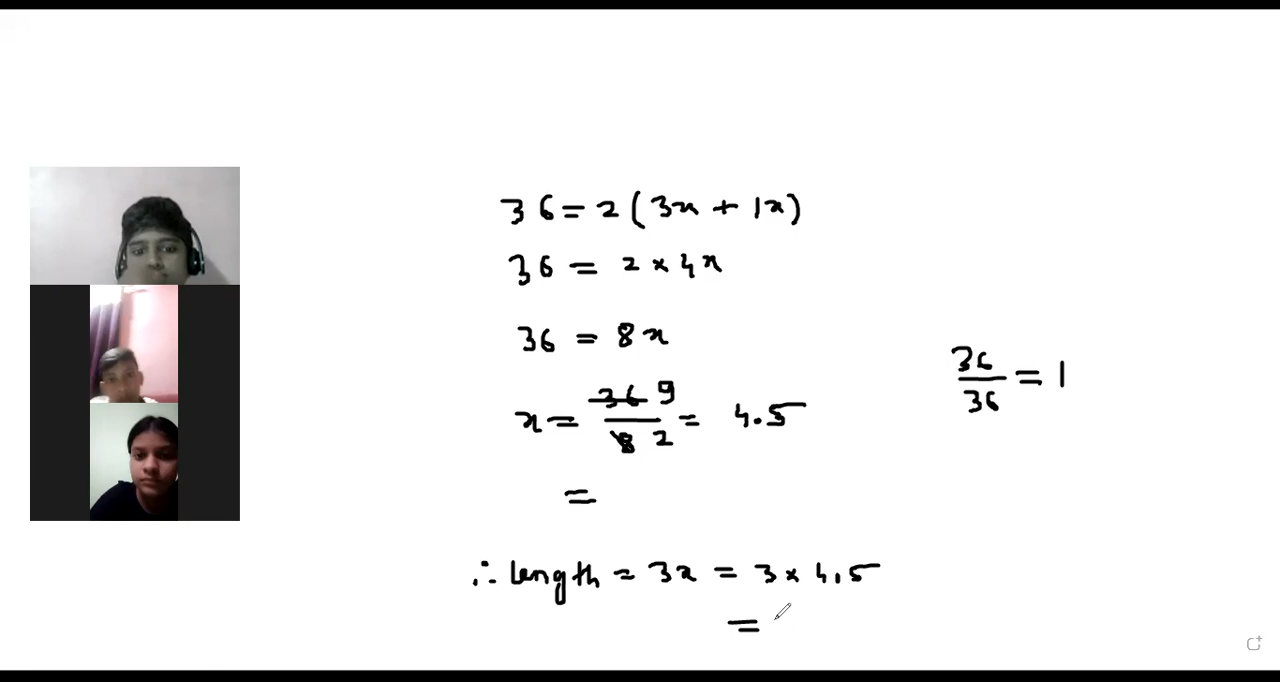 36 = 2 (3x + 1x)
36 = 2 × 4x
36 = 8x
36/36 = 1
x = 36 9 / 8 2 = 4.5
=
∴ length = 3x = 3 × 4.5
=